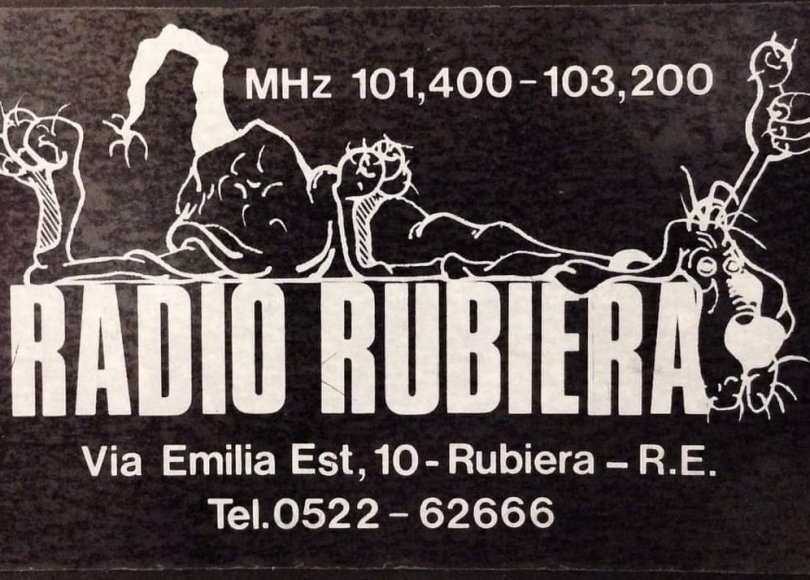 MHz 101,400-103,200
RADIO RUBIERA
Via Emilia Est, 10 - Rubiera - R.E.
Tel.0522 - 62666